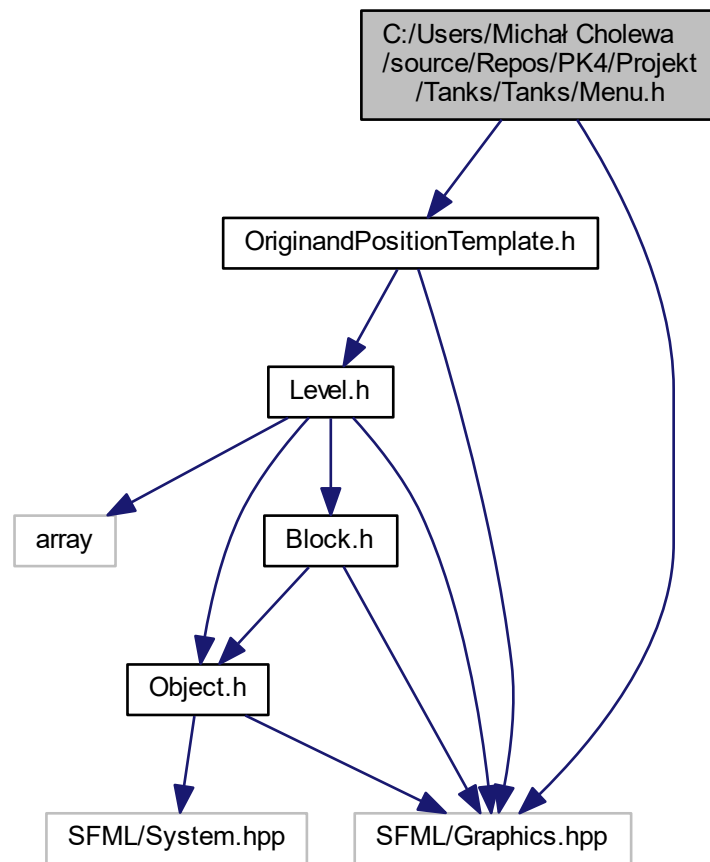 C:/Users/Michał Cholewa
/source/Repos/PK4/Projekt
/Tanks/Tanks/Menu.h
OriginandPositionTemplate.h
Level.h
array
Block.h
Object.h
SFML/System.hpp
SFML/Graphics.hpp